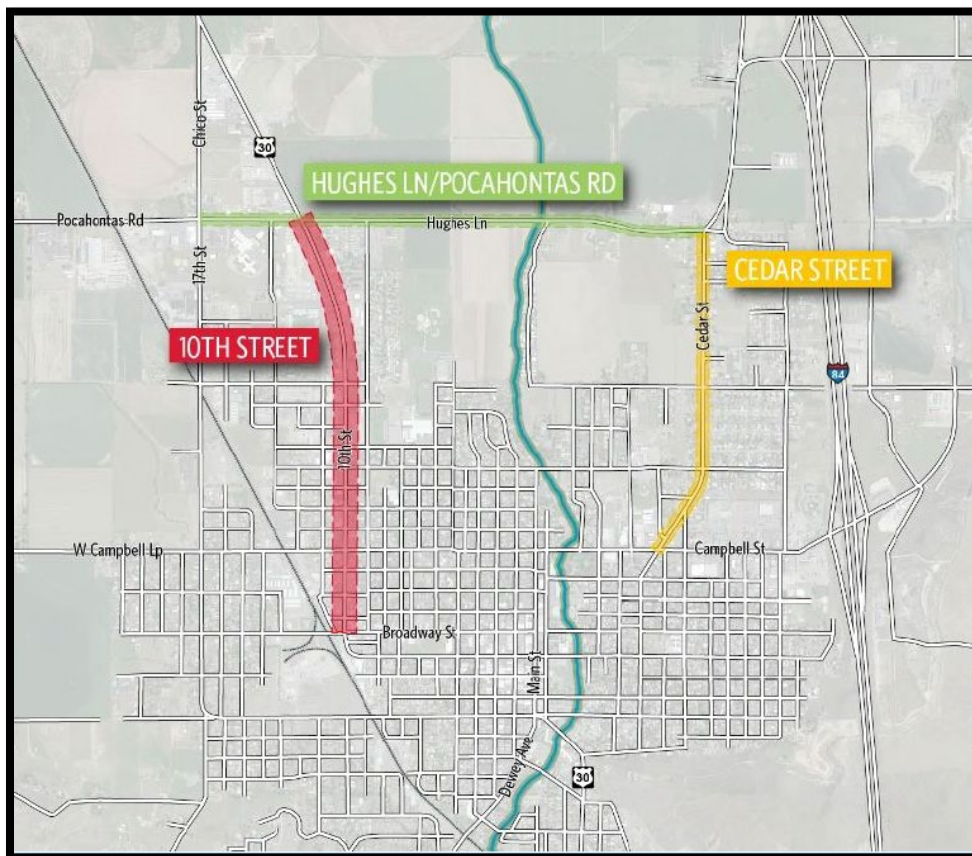 Chico St
30
HUGHES LN/POCAHONTAS RD
Pocahontas Rd
Hughes Ln
17th St
CEDAR STREET
Cedar St
10TH STREET
84
10th St
W Campbell Lp
Campbell St
Broadway St
Main St
Dewey Ave
30